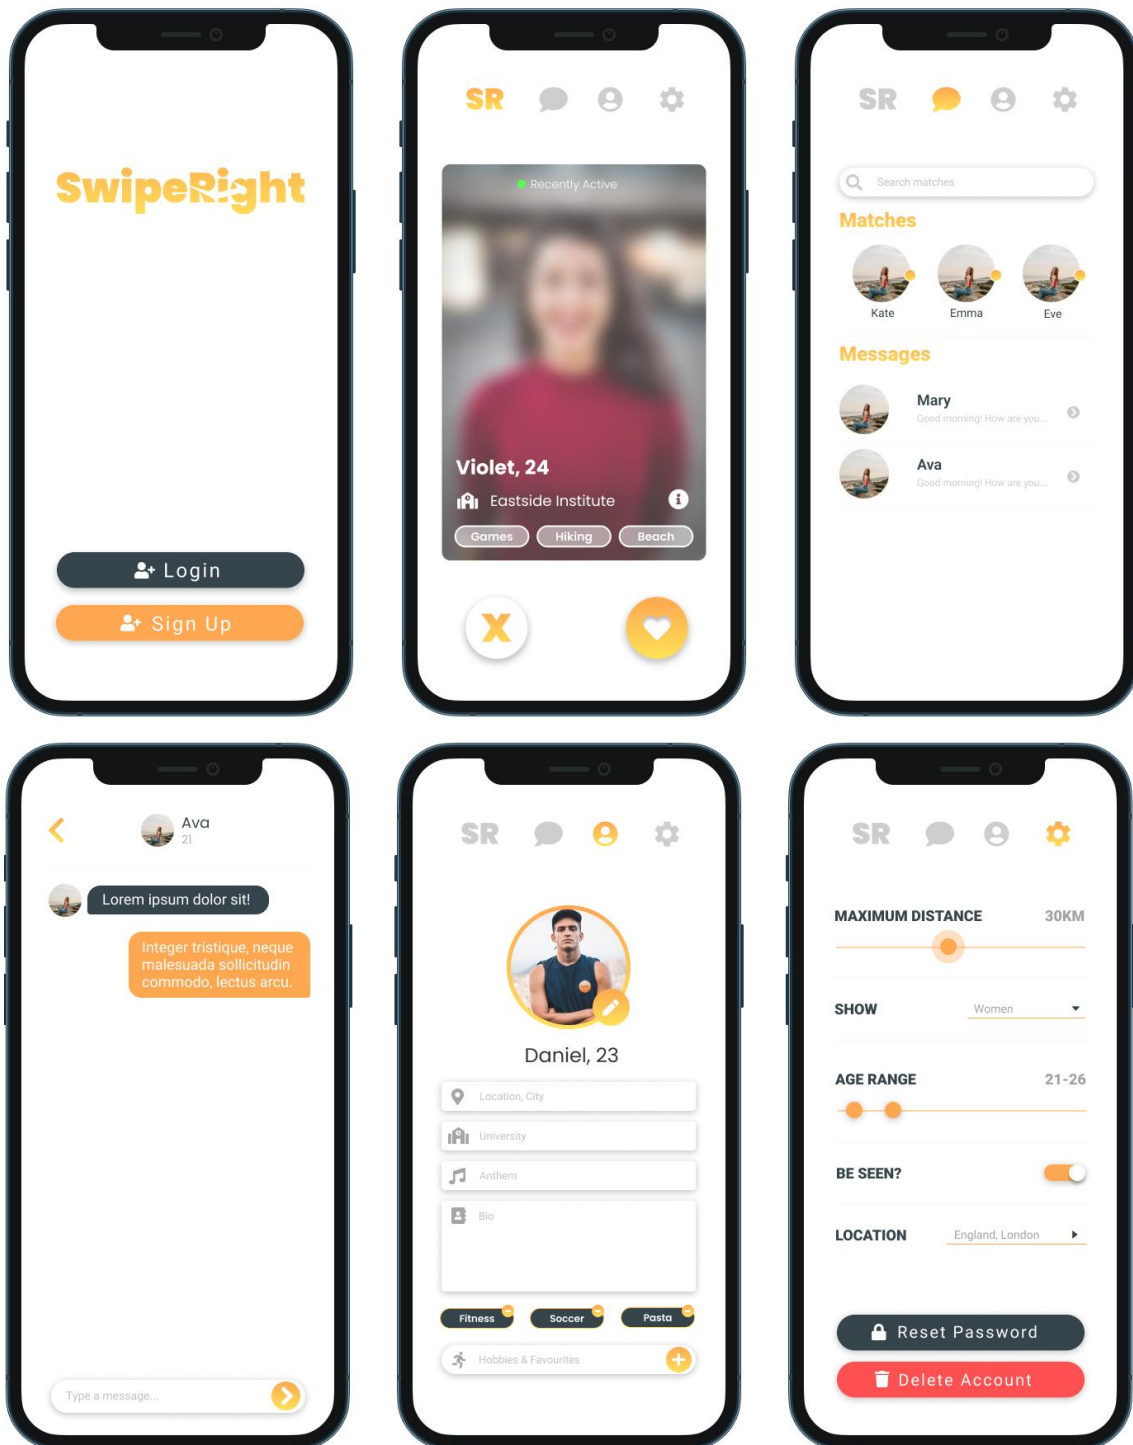 SwipeRight
Login
Sign Up
SR
Recently Active
Violet, 24
Eastside Institute
Games Hiking Beach
X
SR
Search matches
Matches
Kate Emma Eve
Messages
Mary
Good morning! How are you...
Ava
Good morning! How are you...
Ava
21
Lorem ipsum dolor sit!
Integer tristique, neque
malesuada sollicitudin
commodo, lectus arcu.
Type a message...
SR
Daniel, 23
Location, City
University
Anthem
Bio
Fitness Soccer Pasta
Hobbies & Favourites
SR
MAXIMUM DISTANCE 30KM
SHOW Women
AGE RANGE 21-26
BE SEEN?
LOCATION England, London
Reset Password
Delete Account